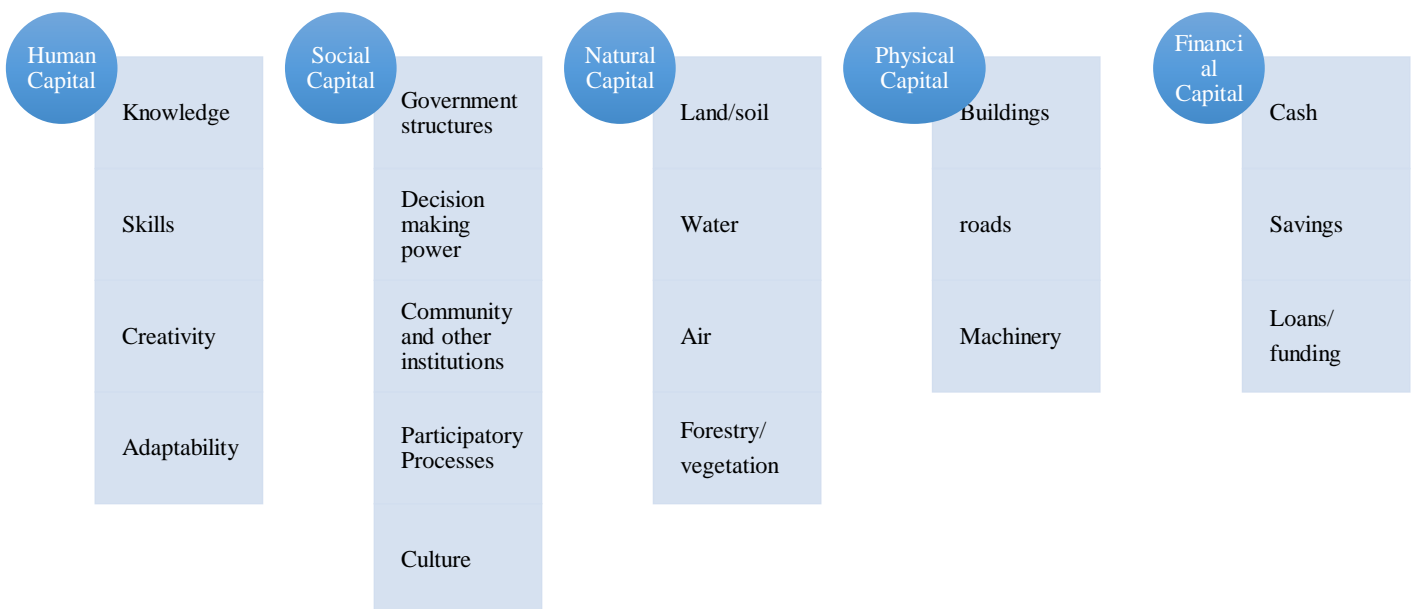 Human
Capital
Knowledge
Skills
Creativity
Adaptability
Social
Capital
Government
structures
Decision
making
power
Community
and other
institutions
Participatory
Processes
Culture
Natural
Capital
Land/soil
Water
Air
Forestry/
vegetation
Physical
Capital
Buildings
roads
Machinery
Financi
al
Capital
Cash
Savings
Loans/
funding